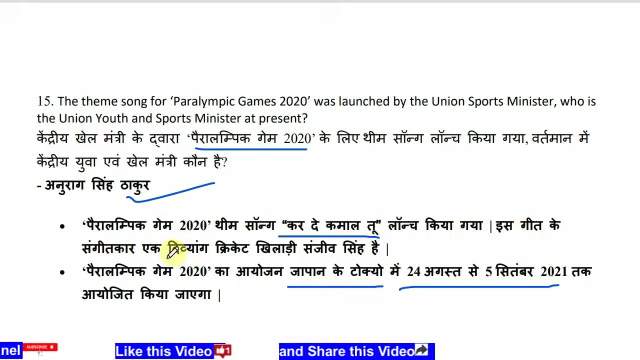 15. The theme song for ‘Paralympic Games 2020’ was launched by the Union Sports Minister, who is
the Union Youth and Sports Minister at present?
केंद्रीय खेल मंत्री के द्वारा ‘पैरालम्पिक गेम 2020’ के लिए थीम सॉन्ग लॉन्च किया गया, वर्तमान में
केंद्रीय युवा एवं खेल मंत्री कौन है?
- अनुराग सिंह ठाकुर
• ‘पैरालम्पिक गेम 2020’ थीम सॉन्ग “कर दे कमाल तू” लॉन्च किया गया | इस गीत के
संगीतकार एक दिव्यांग क्रिकेट खिलाड़ी संजीव सिंह है |
• ‘पैरालम्पिक गेम 2020’ का आयोजन जापान के टोक्यो में 24 अगस्त से 5 सितंबर 2021 तक
आयोजित किया जाएगा |
nel SUBSCRIBE Like this Video 1 and Share this Video